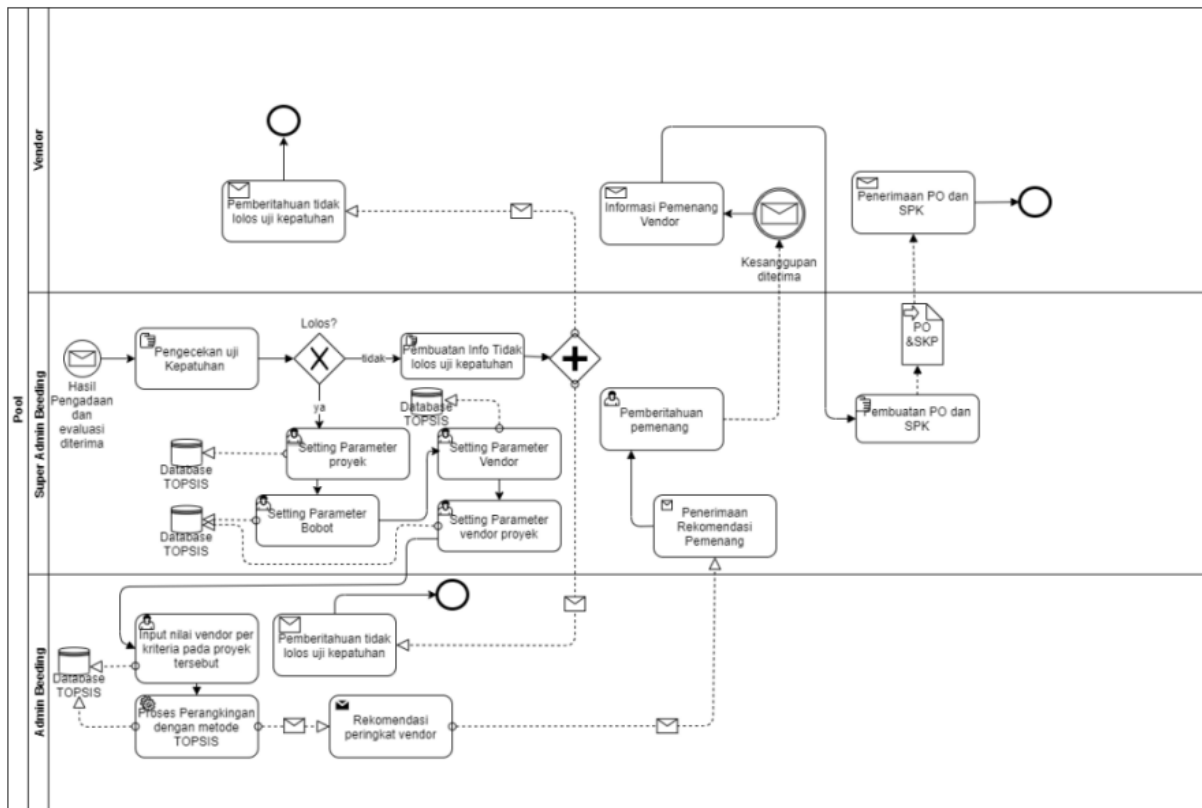 Pool
Vendor
Pemberitahuan tidak
lolos uji kepatuhan
Informasi Pemenang
Vendor
Kesanggupan
diterima
Penerimaan PO dan
SPK
Super Admin Beeding
Hasil
Pengadaan
dan
evaluasi
diterima
Pengecekan uji
Kepatuhan
Lolos?
tidak
ya
Pembuatan Info Tidak
lolos uji kepatuhan
Database
TOPSIS
Setting Parameter
proyek
Database
TOPSIS
Setting Parameter
Vendor
Setting Parameter
Bobot
Database
TOPSIS
Setting Parameter
vendor proyek
Pemberitahuan
pemenang
Penerimaan
Rekomendasi
Pemenang
PO
&SKP
Pembuatan PO dan
SPK
Admin Beeding
Input nilai vendor per
kriteria pada proyek
tersebut
Database
TOPSIS
Pemberitahuan tidak
lolos uji kepatuhan
Proses Perangkingan
dengan metode
TOPSIS
Rekomendasi
peringkat vendor